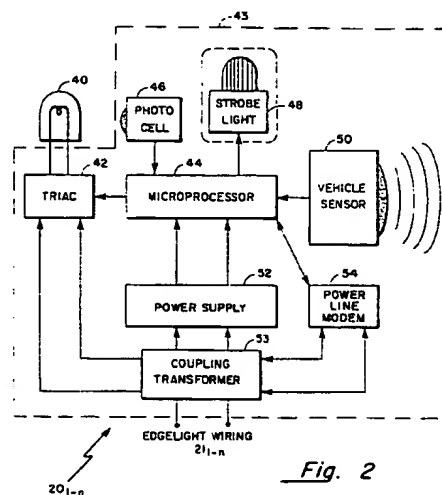 43
40
46
PHOTO
CELL
STROBE
LIGHT
48
42
44
50
TRIAC
MICROPROCESSOR
VEHICLE
SENSOR
52
54
POWER SUPPLY
POWER
LINE
MODEM
53
COUPLING
TRANSFORMER
EDGELIGHT WIRING
21₁₋ₙ
20₁₋ₙ
Fig. 2